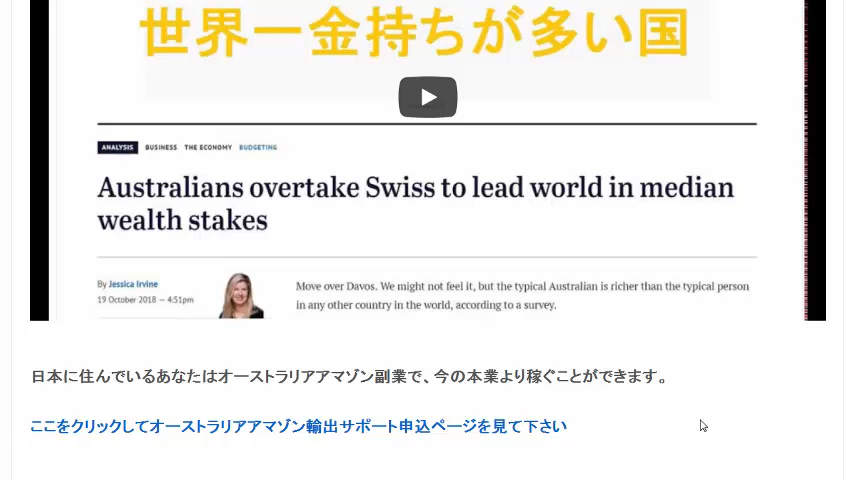 世界一金持ちが多い国
ANALYSIS BUSINESS THE ECONOMY BUDGETING
Australians overtake Swiss to lead world in median
wealth stakes
By Jessica Irvine
19 October 2018 — 4:51pm
Move over Davos. We might not feel it, but the typical Australian is richer than the typical person
in any other country in the world, according to a survey.
日本に住んでいるあなたはオーストラリアアマゾン副業で、今の本業より稼ぐことができます。
ここをクリックしてオーストラリアアマゾン輸出サポート申込ページを見て下さい